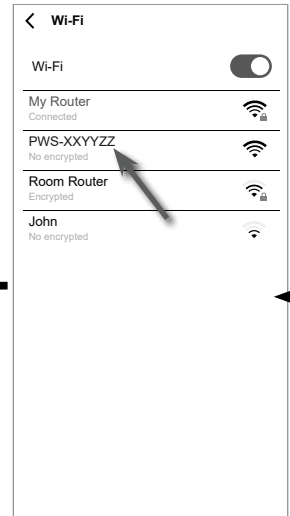 Wi-Fi
Wi-Fi
My Router
Connected
PWS-XXYYZZ
No encrypted
Room Router
Encrypted
John
No encrypted